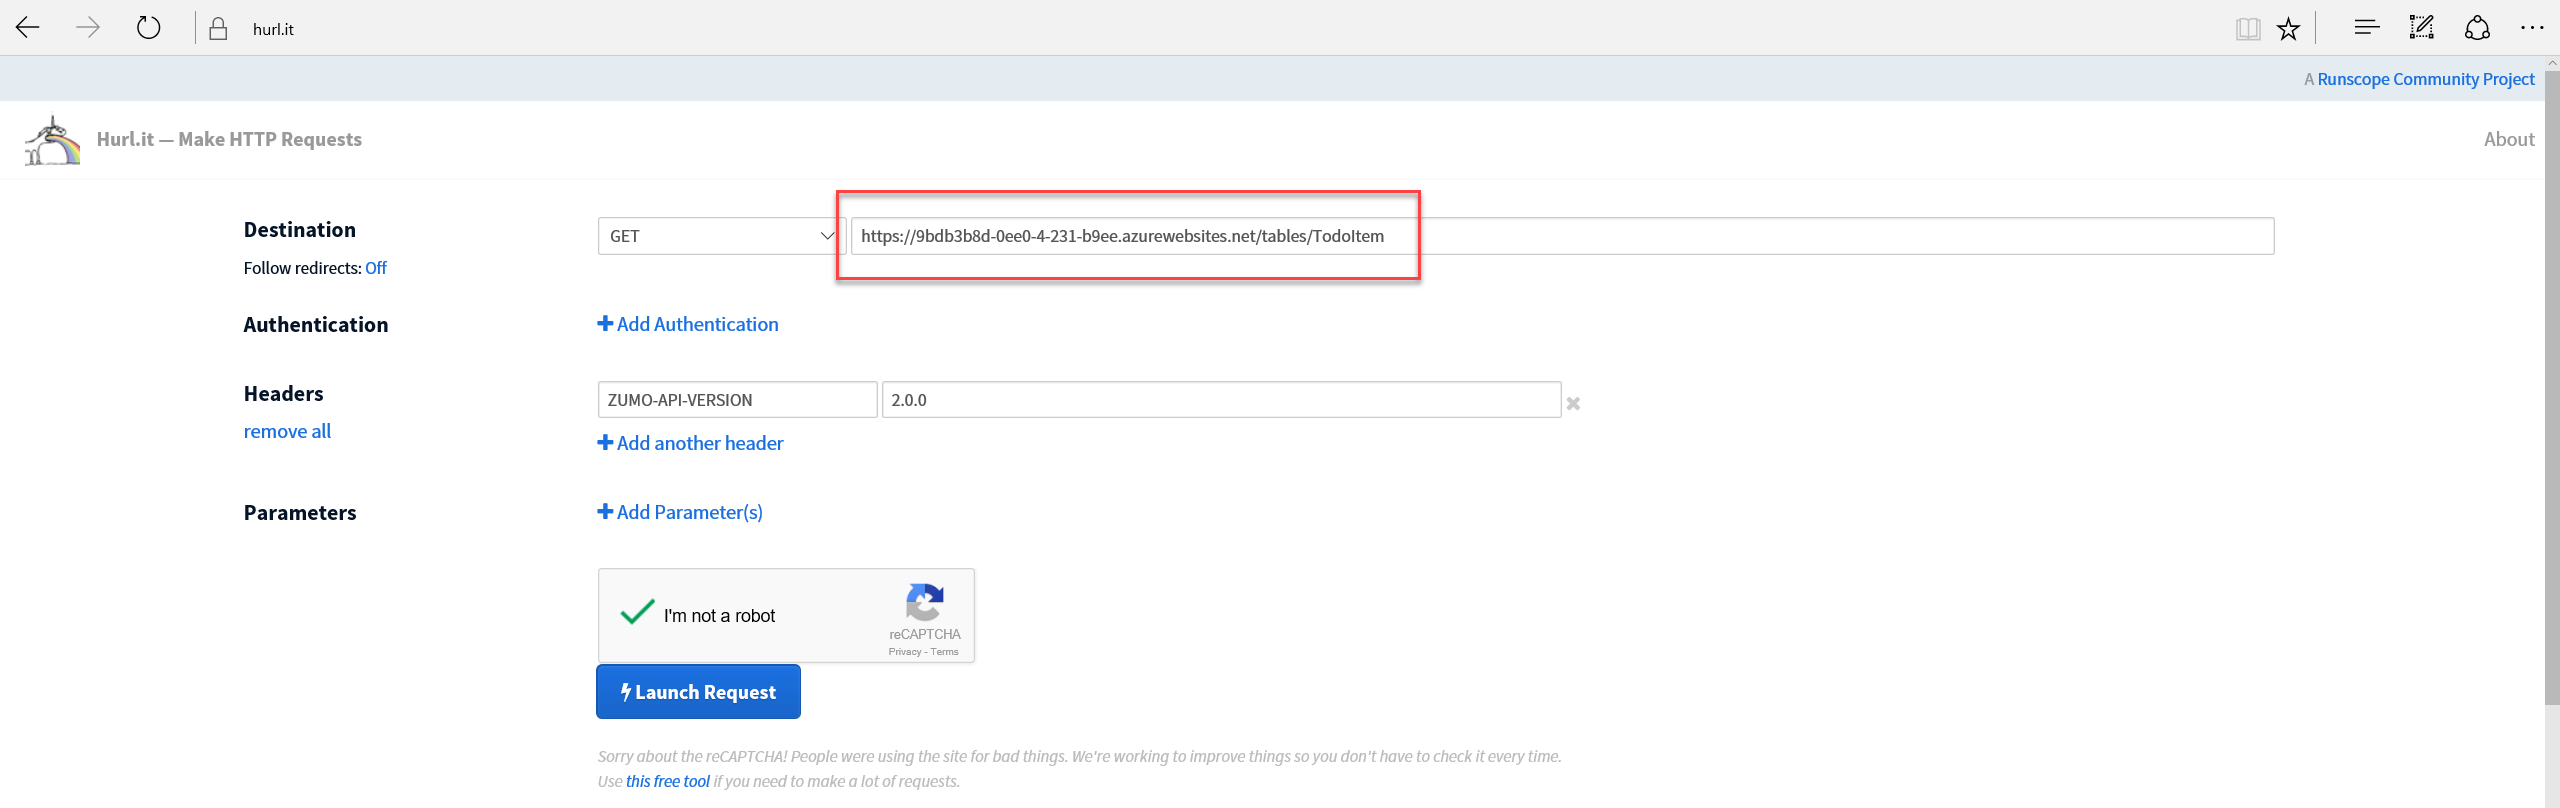 hurl.it
A Runscope Community Project
Hurl.it — Make HTTP Requests
About
Destination
GET
https://9bdb3b8d-0ee0-4-231-b9ee.azurewebsites.net/tables/TodoItem
Follow redirects: Off
Authentication
Add Authentication
Headers
ZUMO-API-VERSION
2.0.0
remove all
Add another header
Parameters
Add Parameter(s)
I'm not a robot
reCAPTCHA
Privacy - Terms
Launch Request
Sorry about the reCAPTCHA! People were using the site for bad things. We're working to improve things so you don't have to check it every time.
Use this free tool if you need to make a lot of requests.